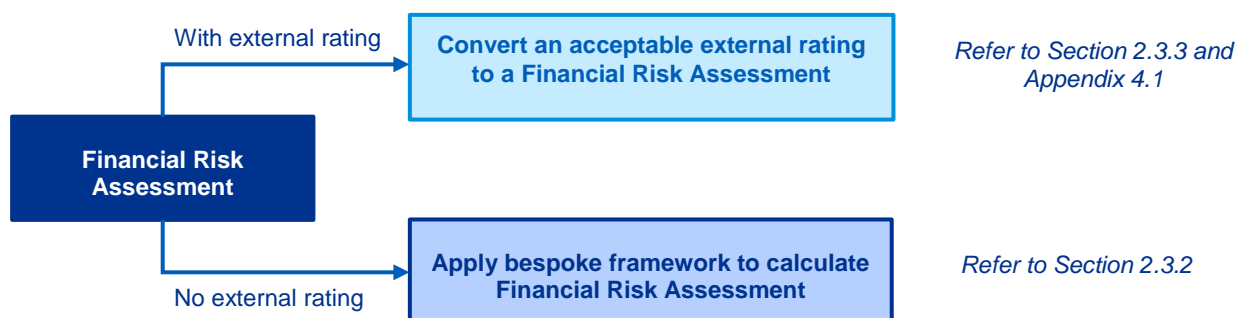 With external rating
Convert an acceptable external rating
to a Financial Risk Assessment
Refer to Section 2.3.3 and
Appendix 4.1
Financial Risk
Assessment
Apply bespoke framework to calculate
Financial Risk Assessment
Refer to Section 2.3.2
No external rating